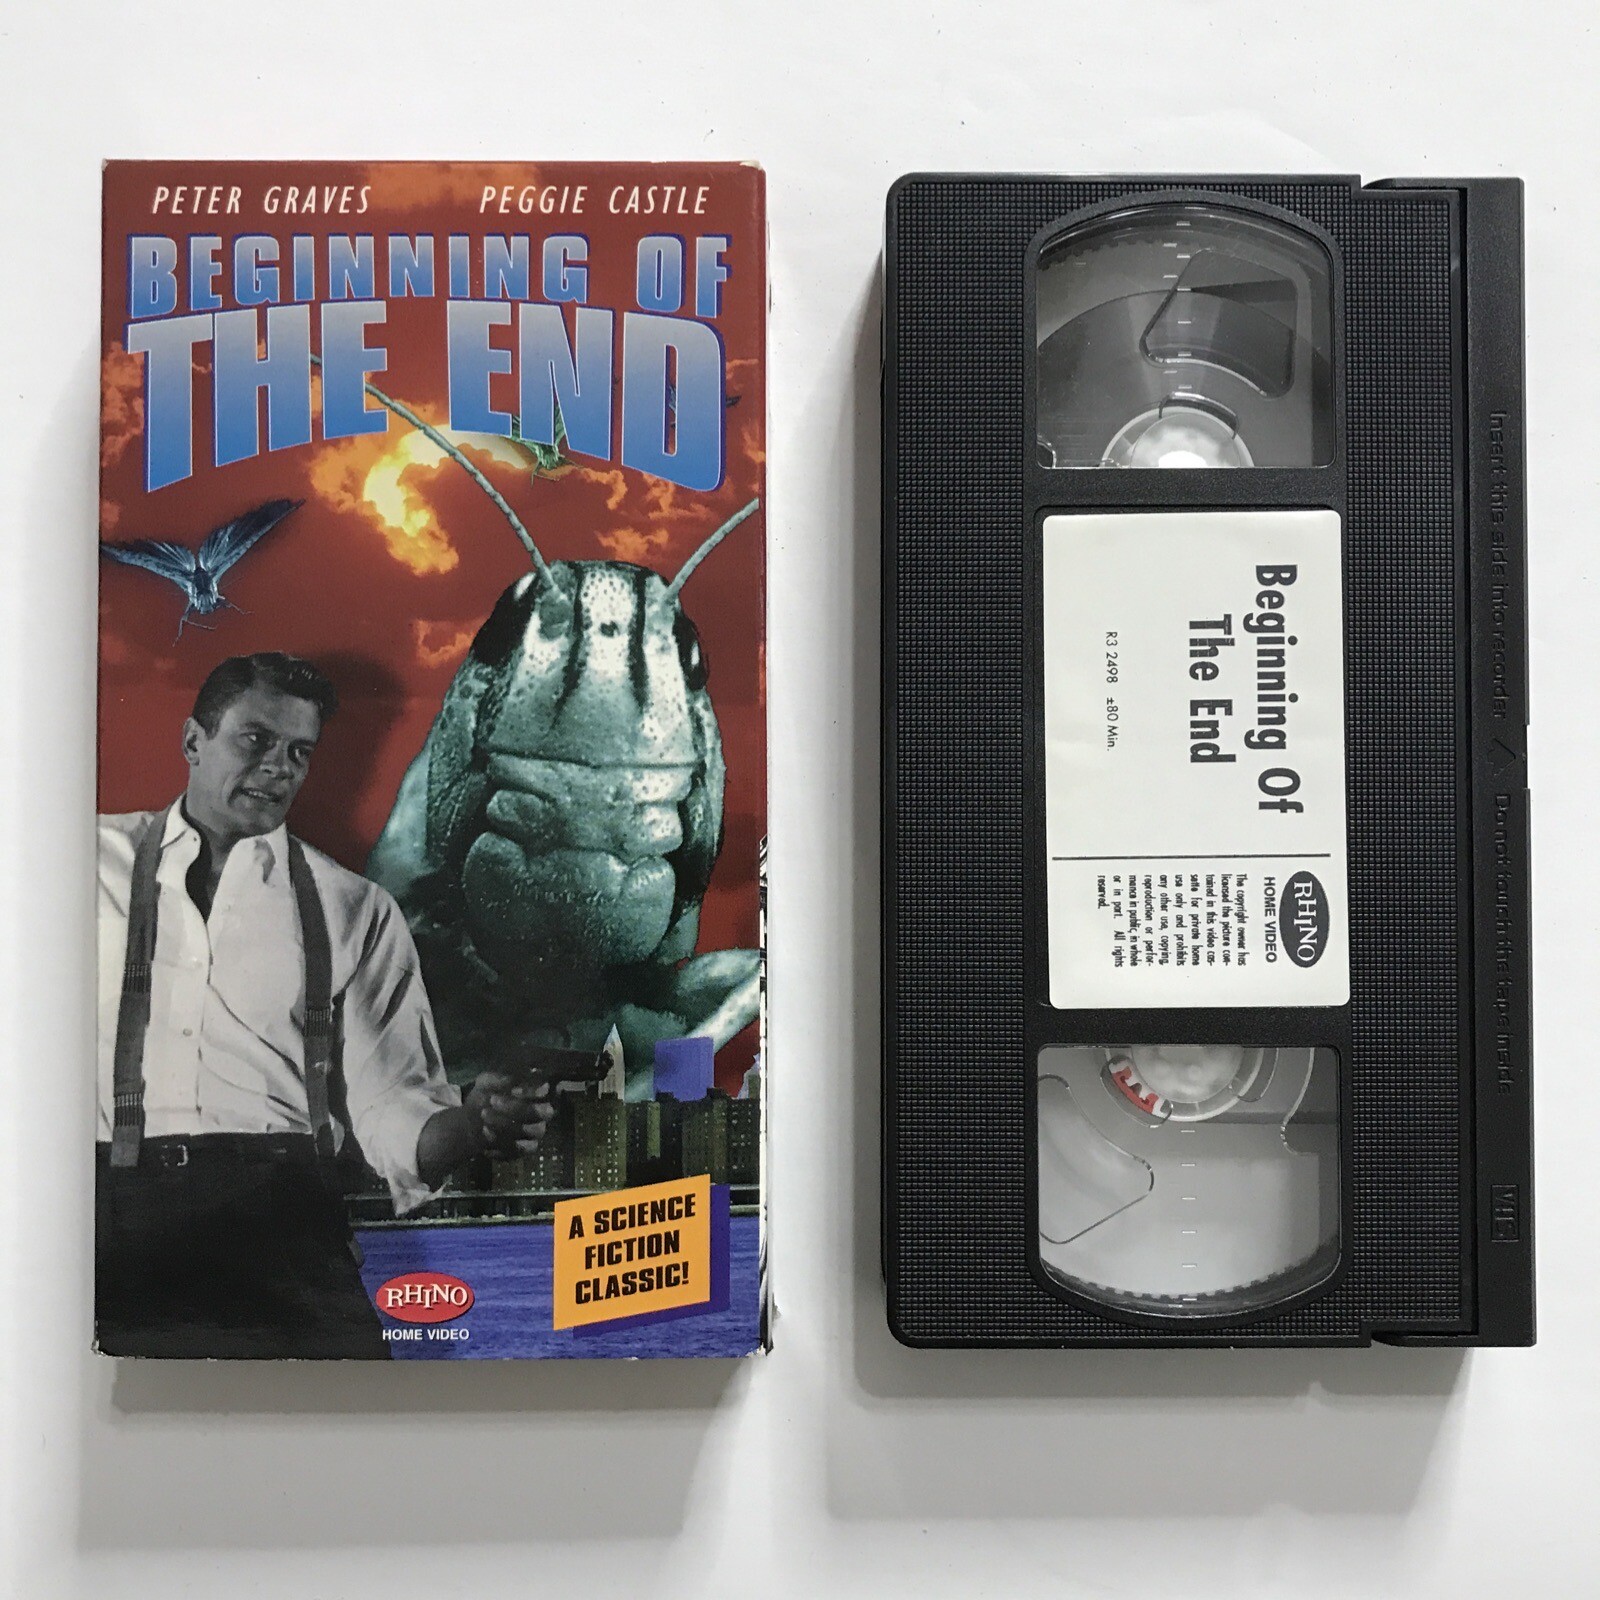 PETER GRAVES PEGGIE CASTLE
BEGINNING OF
THE END
A SCIENCE
FICTION
CLASSIC!
RHINO
HOME VIDEO
Beginning Of
The End
R3 2498 ±80 Min.
RHINO
HOME VIDEO
The copyright owner has
licensed the picture con-
tained in this video cas-
sette for private home
use only and prohibits
any other use, copying,
reproduction or perfor-
mance in public, in whole
or in part. All rights
reserved.
Insert this side into recorder △ Do not touch the tape inside
VHS